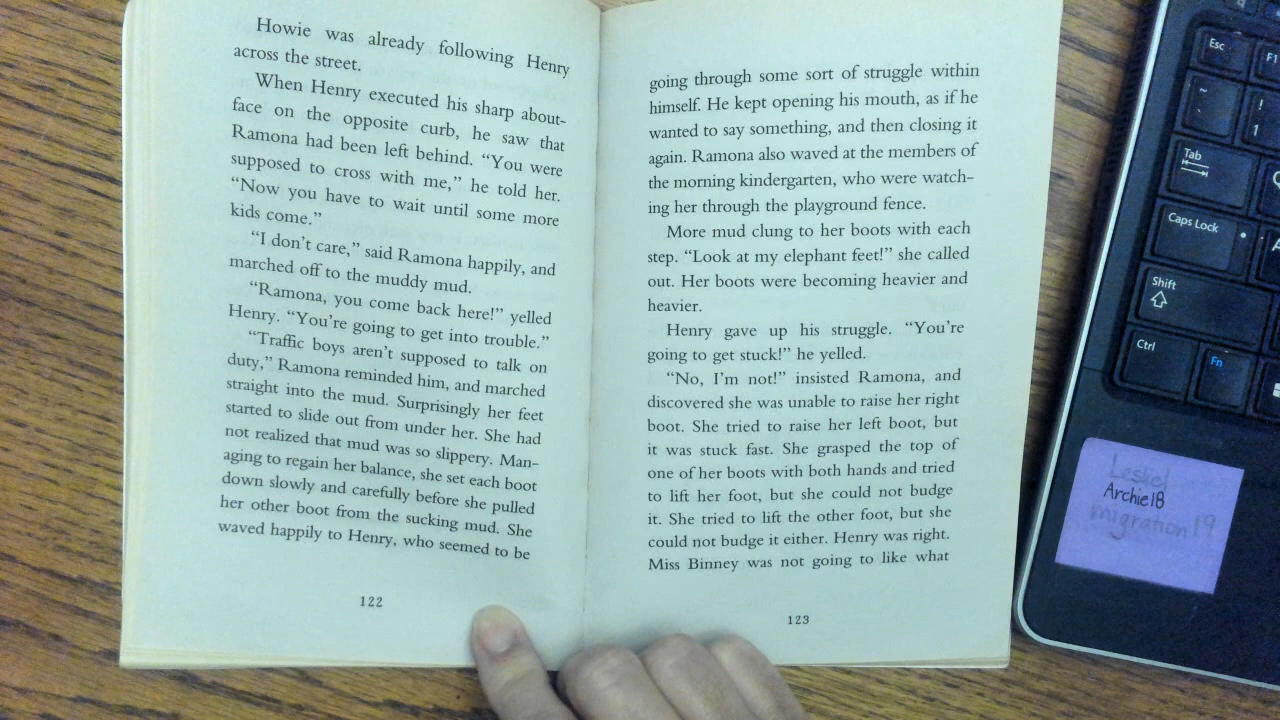 Howie was already following Henry
across the street.
When Henry executed his sharp about-
face on the opposite curb, he saw that
Ramona had been left behind. “You were
supposed to cross with me,” he told her.
“Now you have to wait until some more
kids come.”
“I don’t care,” said Ramona happily, and
marched off to the muddy mud.
“Ramona, you come back here!” yelled
Henry. “You’re going to get into trouble.”
“Traffic boys aren’t supposed to talk on
duty,” Ramona reminded him, and marched
straight into the mud. Surprisingly her feet
started to slide out from under her. She had
not realized that mud was so slippery. Man-
aging to regain her balance, she set each boot
down slowly and carefully before she pulled
her other boot from the sucking mud. She
waved happily to Henry, who seemed to be
122
going through some sort of struggle within
himself. He kept opening his mouth, as if he
wanted to say something, and then closing it
again. Ramona also waved at the members of
the morning kindergarten, who were watch-
ing her through the playground fence.
More mud clung to her boots with each
step. “Look at my elephant feet!” she called
out. Her boots were becoming heavier and
heavier.
Henry gave up his struggle. “You’re
going to get stuck!” he yelled.
“No, I’m not!” insisted Ramona, and
discovered she was unable to raise her right
boot. She tried to raise her left boot, but
it was stuck fast. She grasped the top of
one of her boots with both hands and tried
to lift her foot, but she could not budge
it. She tried to lift the other foot, but she
could not budge it either. Henry was right.
Miss Binney was not going to like what
123
Esc
F1
~
`
!
1
Tab
Caps Lock
Shift
Ctrl
Fn
Archie18
migration19